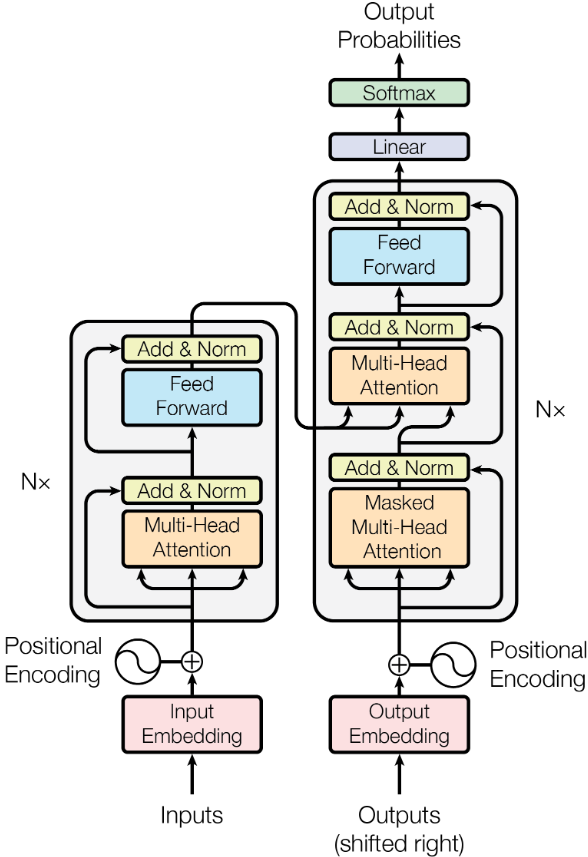 Output
Probabilities
Softmax
Linear
Add & Norm
Feed
Forward
Add & Norm
Multi-Head
Attention
Add & Norm
Masked
Multi-Head
Attention
N×
Add & Norm
Feed
Forward
Add & Norm
Multi-Head
Attention
N×
Positional
Encoding
Positional
Encoding
Input
Embedding
Output
Embedding
Inputs
Outputs
(shifted right)